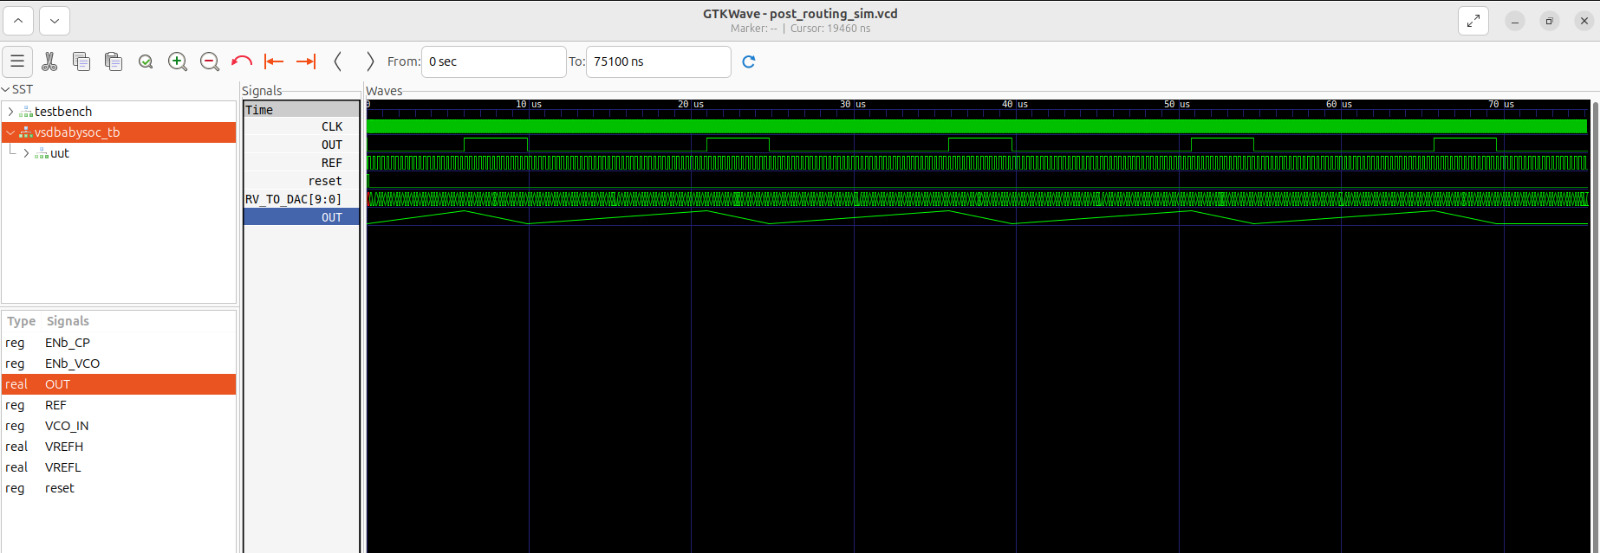 GTKWave - post_routing_sim.vcd
Marker: -- | Cursor: 19460 ns
From: 0 sec To: 75100 ns
SST
testbench
vsdbabysoc_tb
uut
Type Signals
reg ENb_CP
reg ENb_VCO
real OUT
reg REF
reg VCO_IN
real VREFH
real VREFL
reg reset
Signals
Time
CLK
OUT
REF
reset
RV_TO_DAC[9:0]
OUT
Waves
0 10 us 20 us 30 us 40 us 50 us 60 us 70 us